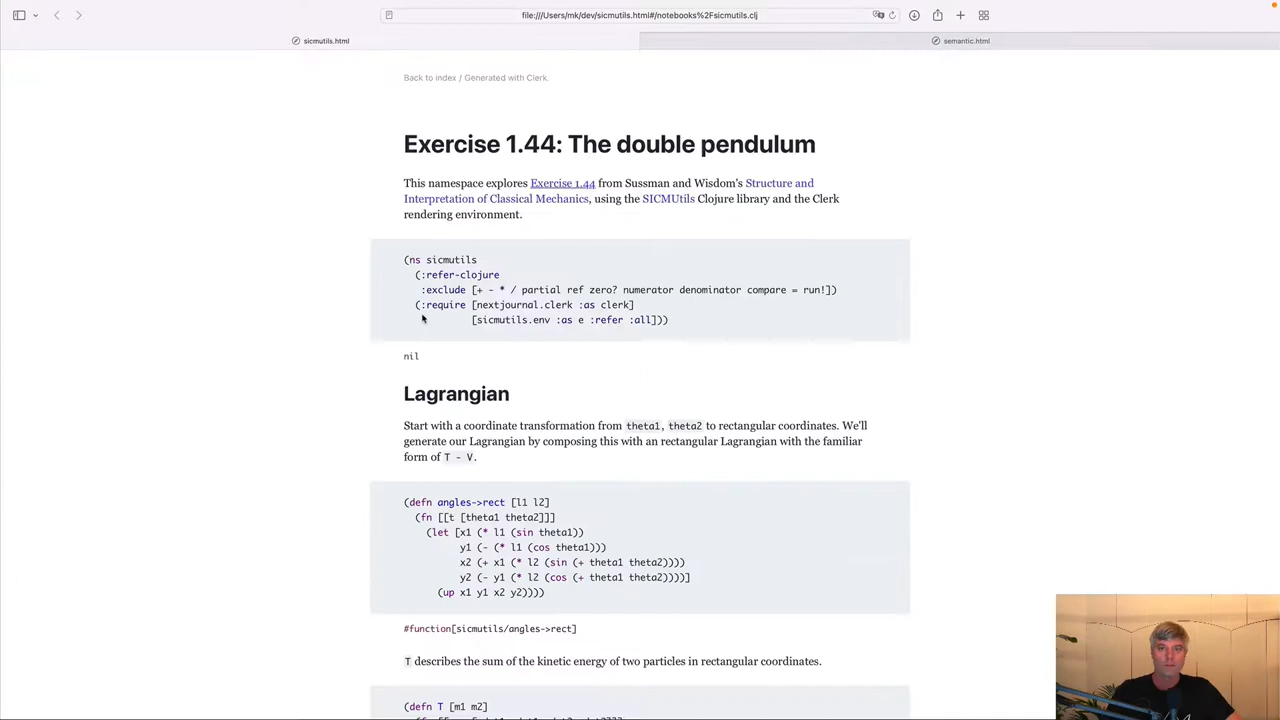 file:///Users/mk/dev/sicmutils.html#/notebooks%2Fsicmutils.clj
sicmutils.html
semantic.html
Back to index / Generated with Clerk.
Exercise 1.44: The double pendulum
This namespace explores Exercise 1.44 from Sussman and Wisdom's Structure and
Interpretation of Classical Mechanics, using the SICMUtils Clojure library and the Clerk
rendering environment.
(ns sicmutils
(:refer-clojure
:exclude [+ - * / partial ref zero? numerator denominator compare = run!])
(:require [nextjournal.clerk :as clerk]
[sicmutils.env :as e :refer :all]))
nil
Lagrangian
Start with a coordinate transformation from theta1, theta2 to rectangular coordinates. We'll
generate our Lagrangian by composing this with an rectangular Lagrangian with the familiar
form of T - V.
(defn angles->rect [l1 l2]
(fn [[t [theta1 theta2]]]
(let [x1 (* l1 (sin theta1))
y1 (- (* l1 (cos theta1)))
x2 (+ x1 (* l2 (sin (+ theta1 theta2))))
y2 (- y1 (* l2 (cos (+ theta1 theta2))))]
(up x1 y1 x2 y2))))
#function[sicmutils/angles->rect]
T describes the sum of the kinetic energy of two particles in rectangular coordinates.
(defn T [m1 m2]